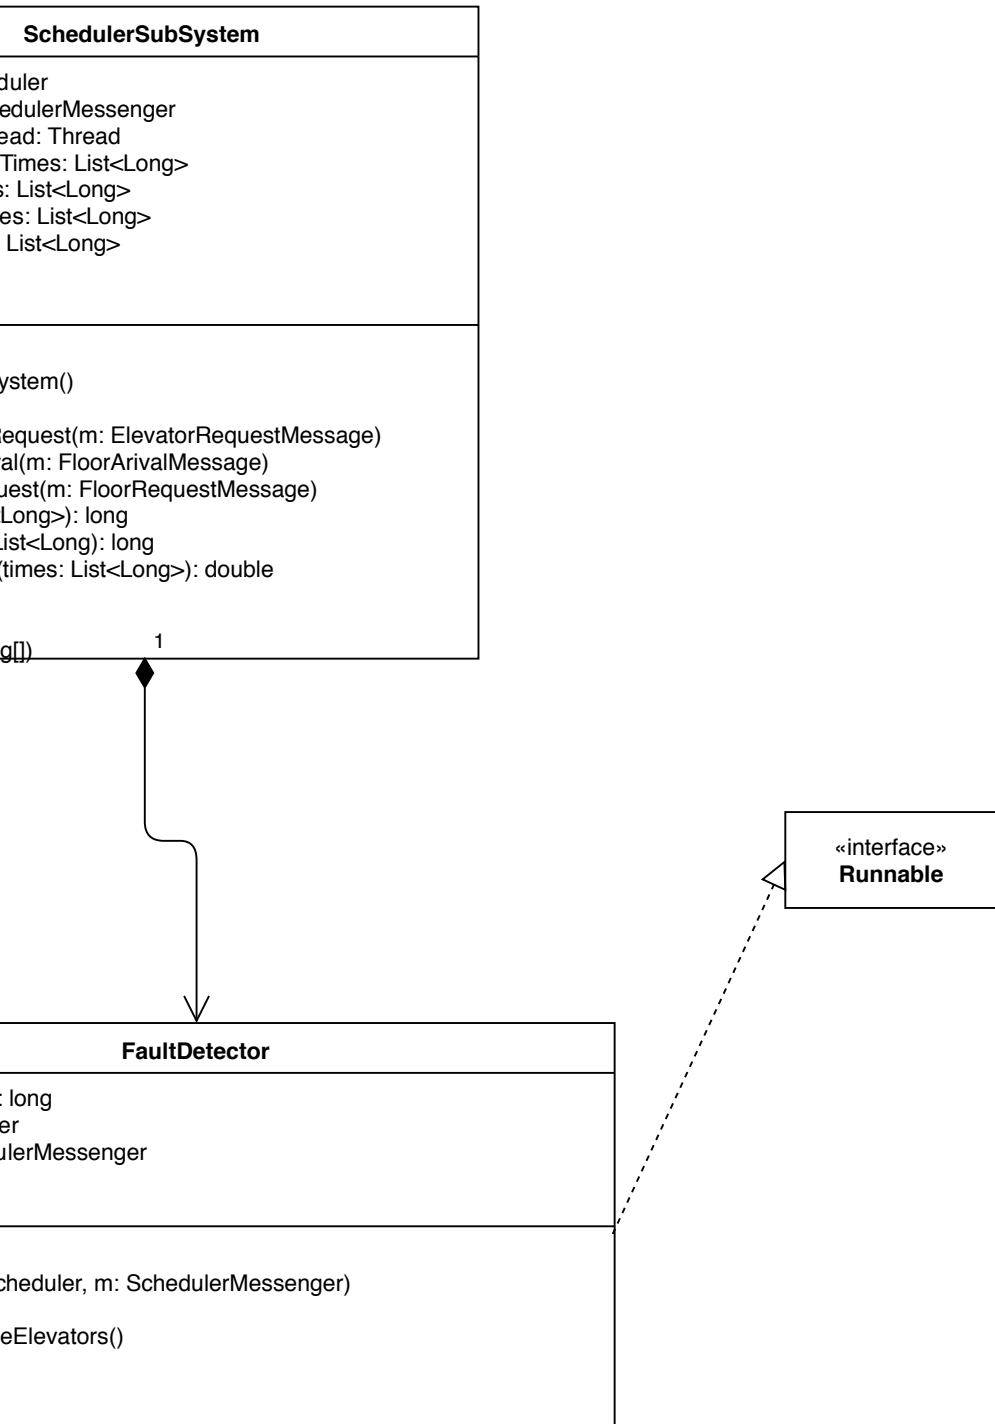 SchedulerSubSystem
duler
edulerMessenger
ead: Thread
Times: List<Long>
s: List<Long>
es: List<Long>
List<Long>
ystem()
Request(m: ElevatorRequestMessage)
al(m: FloorArivalMessage)
uest(m: FloorRequestMessage)
Long>): long
List<Long): long
(times: List<Long>): double
g[])
1
«interface»
Runnable
FaultDetector
: long
er
ulerMessenger
cheduler, m: SchedulerMessenger)
eElevators()